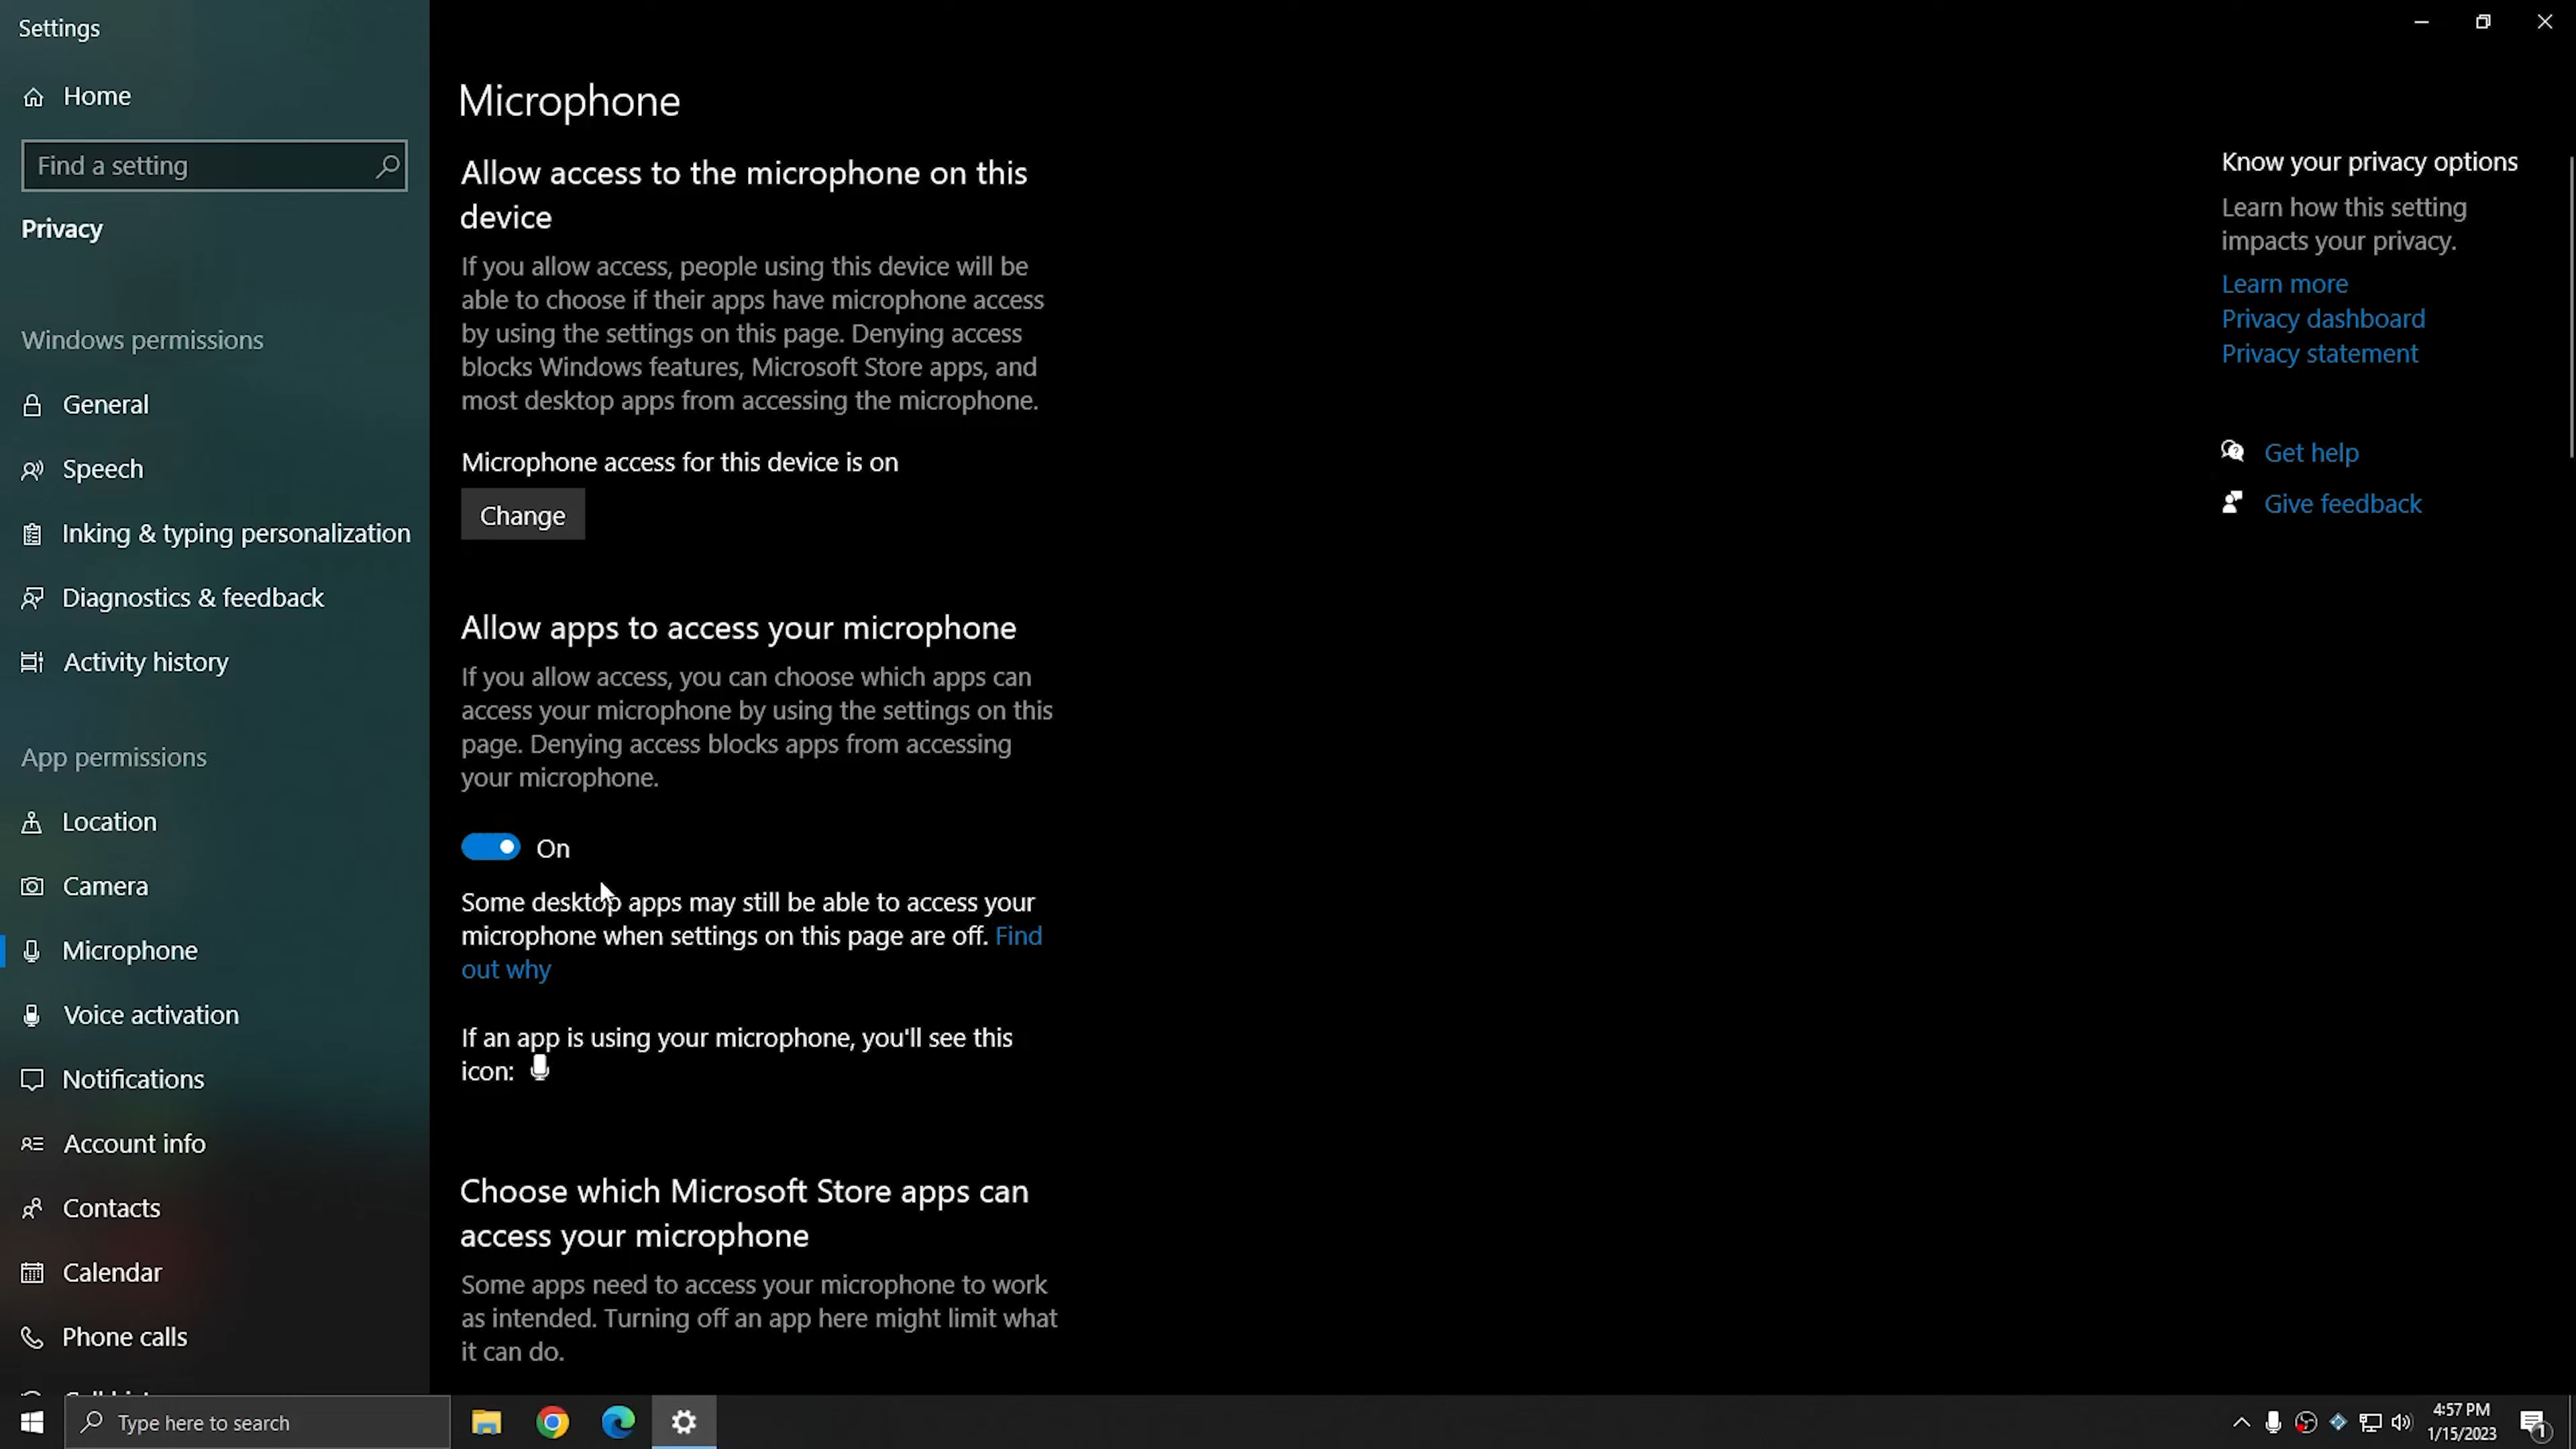 Settings
Home
Find a setting
Privacy
Windows permissions
General
Speech
Inking & typing personalization
Diagnostics & feedback
Activity history
App permissions
Location
Camera
Microphone
Voice activation
Notifications
Account info
Contacts
Calendar
Phone calls
Microphone
Allow access to the microphone on this
device
If you allow access, people using this device will be
able to choose if their apps have microphone access
by using the settings on this page. Denying access
blocks Windows features, Microsoft Store apps, and
most desktop apps from accessing the microphone.
Microphone access for this device is on
Change
Allow apps to access your microphone
If you allow access, you can choose which apps can
access your microphone by using the settings on this
page. Denying access blocks apps from accessing
your microphone.
On
Some desktop apps may still be able to access your
microphone when settings on this page are off. Find
out why
If an app is using your microphone, you'll see this
icon:
Choose which Microsoft Store apps can
access your microphone
Some apps need to access your microphone to work
as intended. Turning off an app here might limit what
it can do.
Know your privacy options
Learn how this setting
impacts your privacy.
Learn more
Privacy dashboard
Privacy statement
Get help
Give feedback
Type here to search
4:57 PM
1/15/2023
1